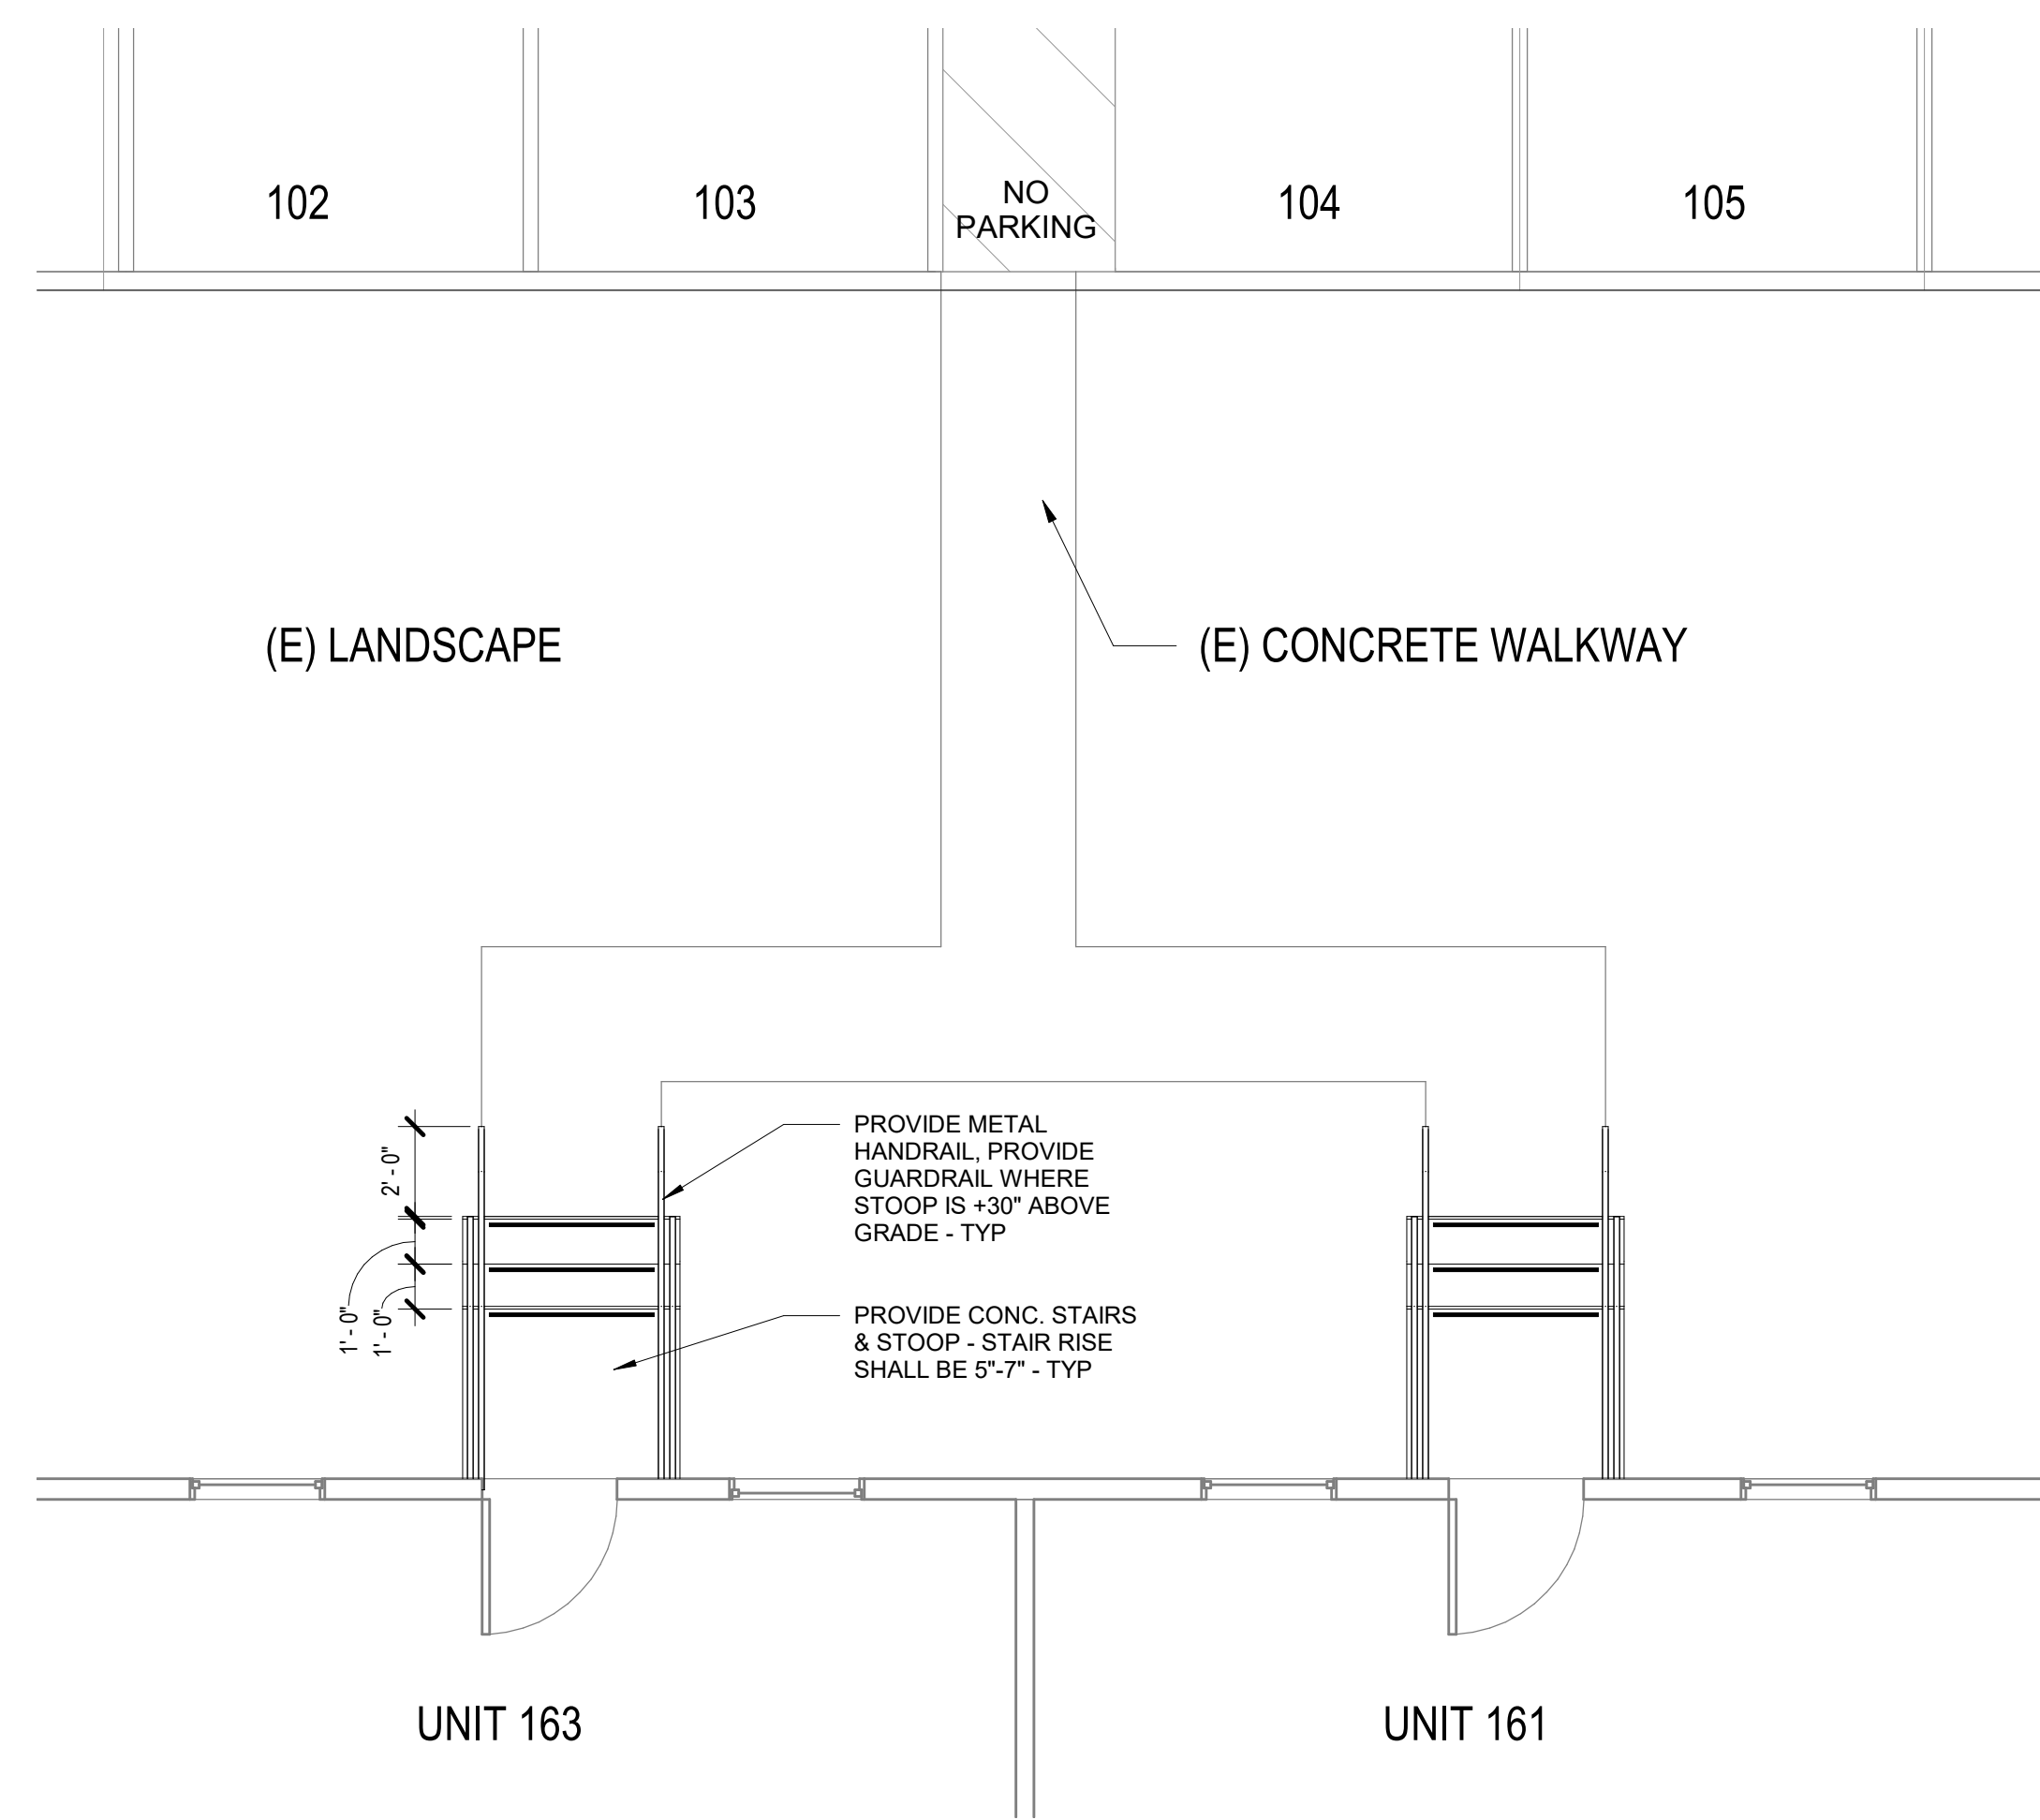 102
103
NO
PARKING
104
105
(E) LANDSCAPE
(E) CONCRETE WALKWAY
2' - 0"
1' - 0"
1' - 0"
PROVIDE METAL
HANDRAIL, PROVIDE
GUARDRAIL WHERE
STOOP IS +30" ABOVE
GRADE - TYP
PROVIDE CONC. STAIRS
& STOOP - STAIR RISE
SHALL BE 5"-7" - TYP
UNIT 163
UNIT 161